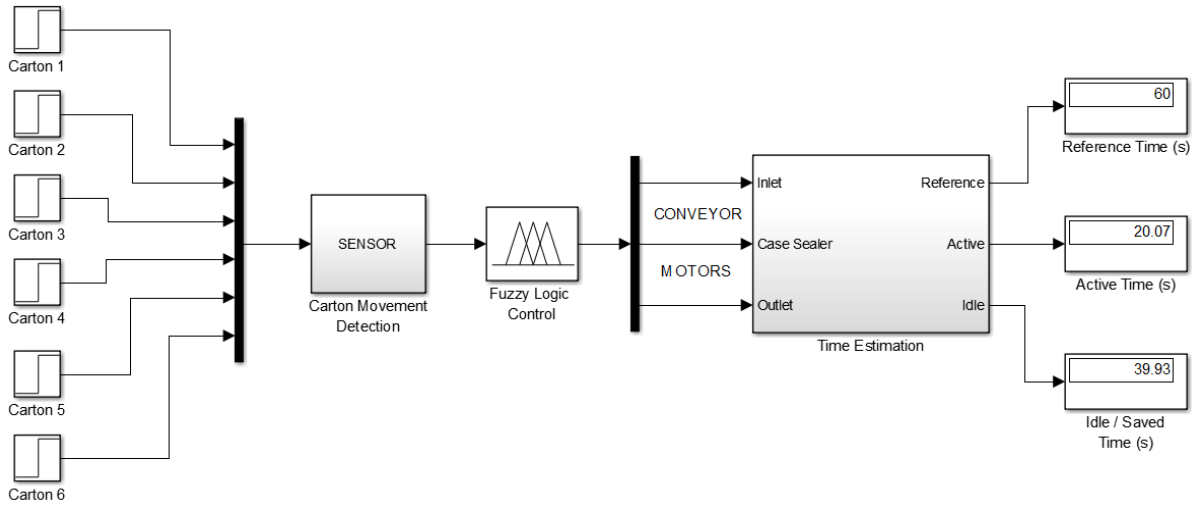 Carton 1
Carton 2
Carton 3
Carton 4
Carton 5
Carton 6
SENSOR
Carton Movement
Detection
Fuzzy Logic
Control
CONVEYOR
MOTORS
Inlet
Case Sealer
Outlet
Reference
Active
Idle
Time Estimation
60
Reference Time (s)
20.07
Active Time (s)
39.93
Idle / Saved
Time (s)